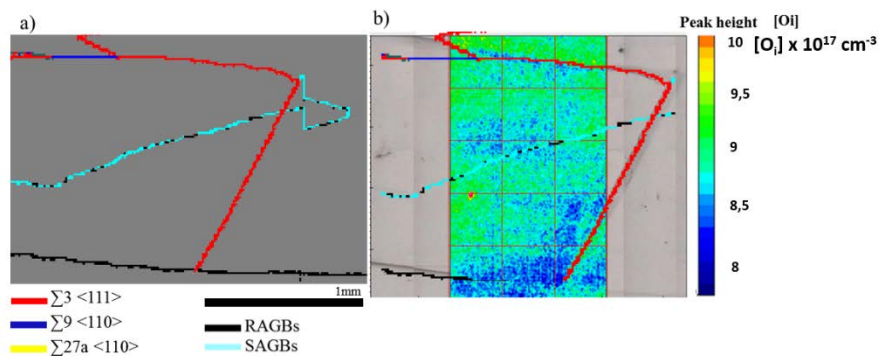 a)
b)
Peak height [Oi]
10 [Oi] x 10¹⁷ cm⁻³
9,5
9
8,5
8
∑3 <111>
∑9 <110>
∑27a <110>
1mm
RAGBs
SAGBs